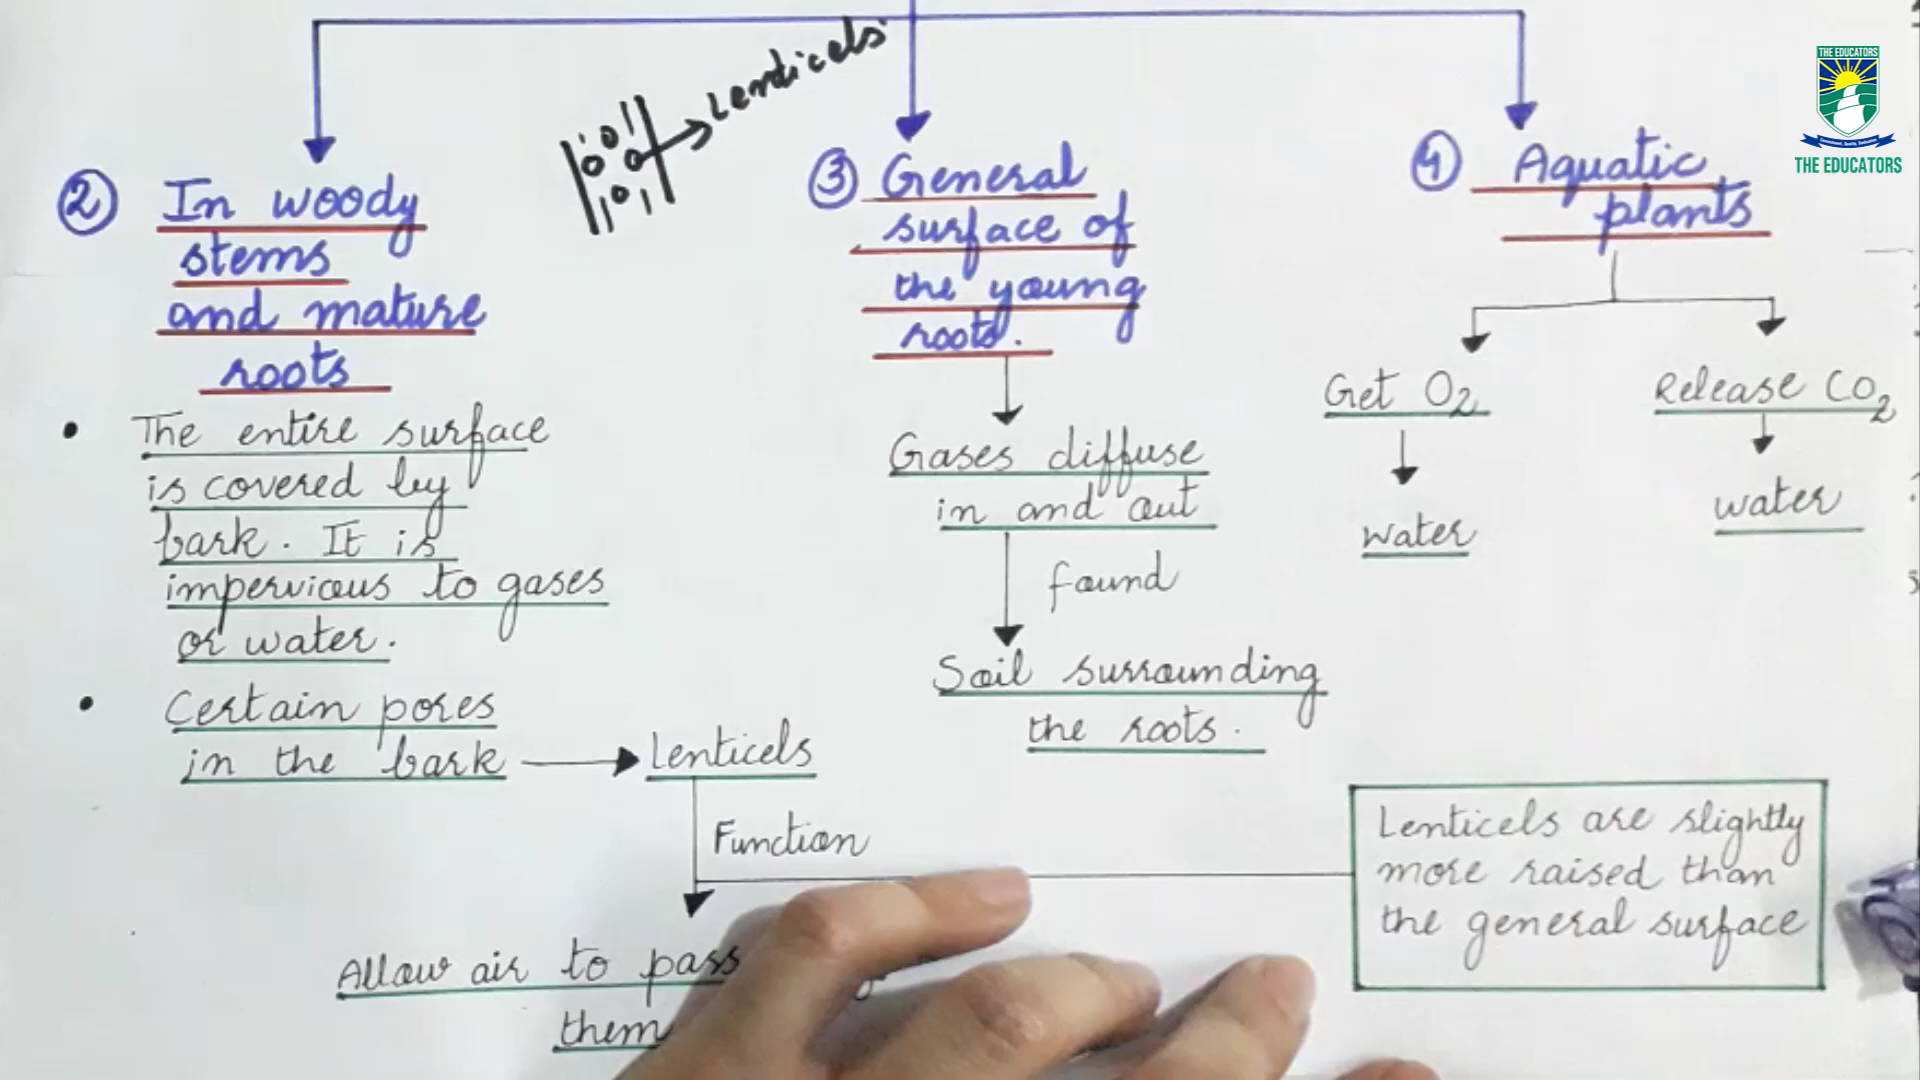 Lenticels
② In woody
stems
and mature
roots
• The entire surface
is covered by
bark. It is
impervious to gases
or water.
• Certain pores
in the bark → Lenticels
Function
Allow air to pass
them
③ General
surface of
the young
roots.
Gases diffuse
in and out
found
Soil surrounding
the roots.
④ Aquatic
plants
Get O2
water
Release CO2
water
Lenticels are slightly
more raised than
the general surface
THE EDUCATORS
THE EDUCATORS